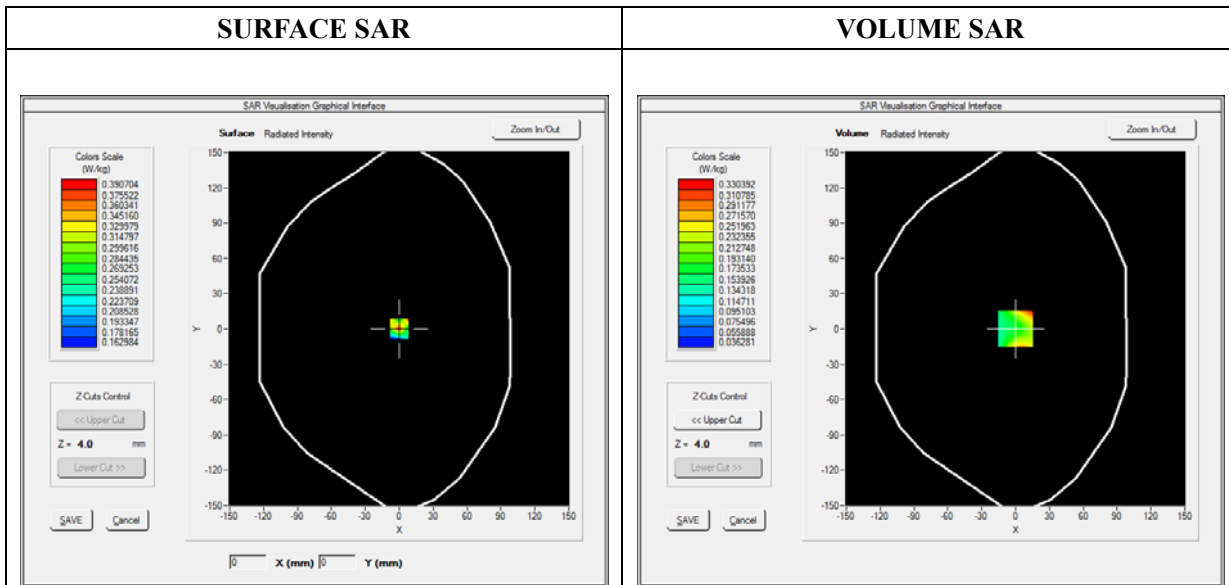 SURFACE SAR
VOLUME SAR
SAR Visualisation Graphical Interface
Surface Radiated Intensity
Zoom In/Out
Colors Scale
(W/kg)
0.390704
0.375522
0.360341
0.345160
0.329979
0.314797
0.299616
0.284435
0.269253
0.254072
0.238891
0.223709
0.208528
0.193347
0.178165
0.162984
150
120
90
60
30
0
-30
-60
-90
-120
-150
Y
-150 -120 -90 -60 -30 0 30 60 90 120 150
X
Z-Cuts Control
<< Upper Cut
Z = 4.0 mm
Lower Cut >>
SAVE Cancel
0 X (mm) 0 Y (mm)
SAR Visualisation Graphical Interface
Volume Radiated Intensity
Zoom In/Out
Colors Scale
(W/kg)
0.330392
0.310785
0.291177
0.271570
0.251963
0.232355
0.212748
0.193140
0.173533
0.153926
0.134318
0.114711
0.095103
0.075496
0.055888
0.036281
150
120
90
60
30
0
-30
-60
-90
-120
-150
Y
-150 -120 -90 -60 -30 0 30 60 90 120 150
X
Z-Cuts Control
<< Upper Cut
Z = 4.0 mm
Lower Cut >>
SAVE Cancel